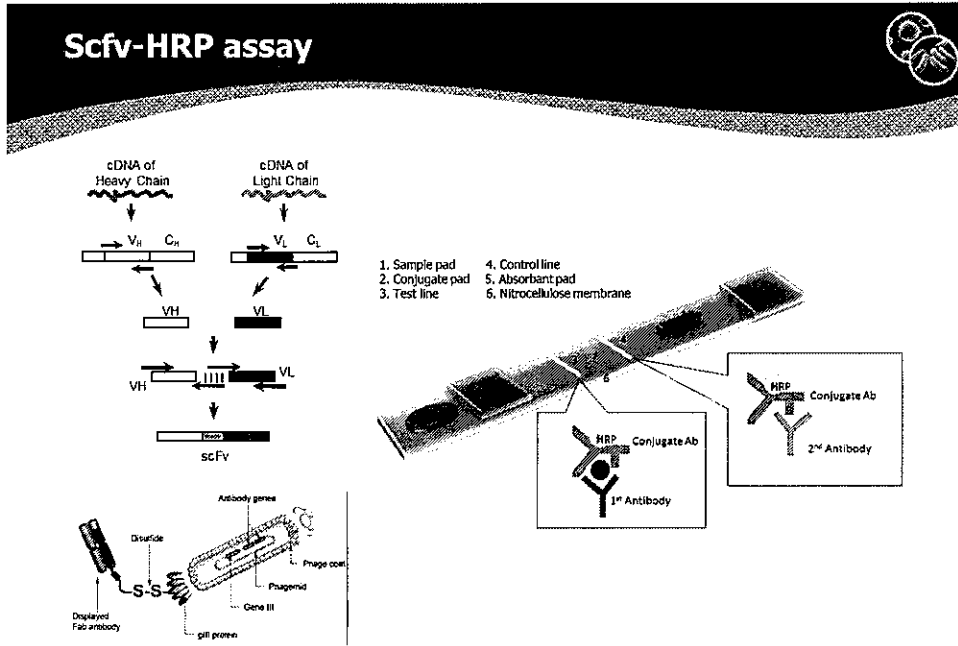 Scfv-HRP assay
cDNA of
Heavy Chain
cDNA of
Light Chain
VH CH
VL CL
VH VL
VH VL
scFv
1. Sample pad
2. Conjugate pad
3. Test line
4. Control line
5. Absorbant pad
6. Nitrocellulose membrane
4
6
HRP
Conjugate Ab
1st Antibody
HRP
Conjugate Ab
2nd Antibody
Antibody genes
Disulfide
S-S
Phage coat
Phagemid
Gene III
Displayed
Fab antibody
pIII protein